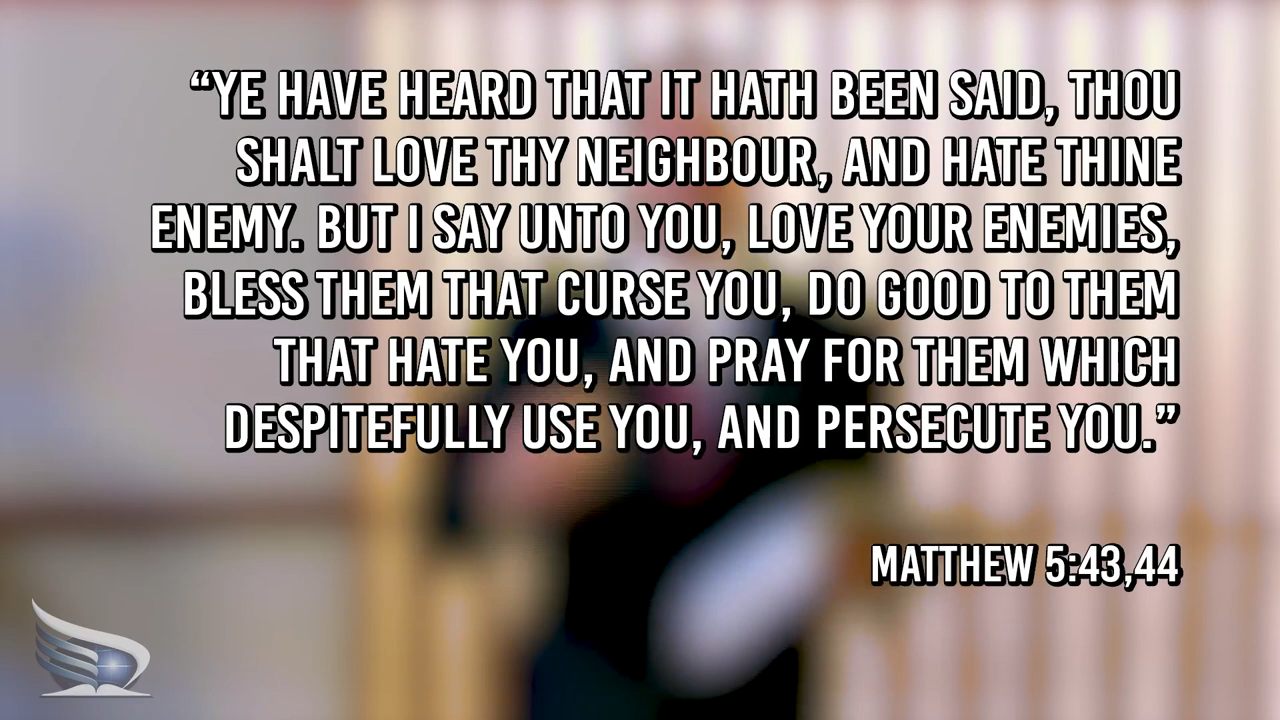 “YE HAVE HEARD THAT IT HATH BEEN SAID, THOU
SHALT LOVE THY NEIGHBOUR, AND HATE THINE
ENEMY. BUT I SAY UNTO YOU, LOVE YOUR ENEMIES,
BLESS THEM THAT CURSE YOU, DO GOOD TO THEM
THAT HATE YOU, AND PRAY FOR THEM WHICH
DESPITEFULLY USE YOU, AND PERSECUTE YOU.”
MATTHEW 5:43,44